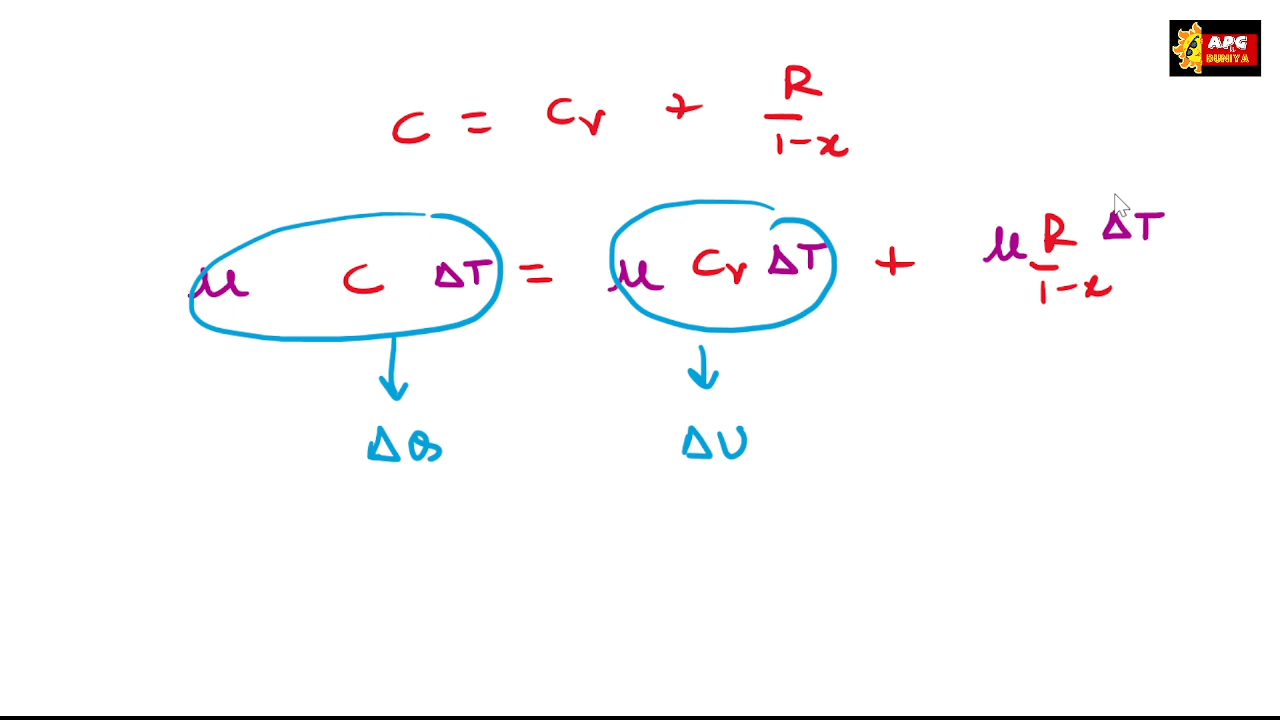 APG
DUNIYA
C = Cv + R/1-x
μ C ΔT = μ Cv ΔT + μ R/1-x ΔT
ΔQ ΔU